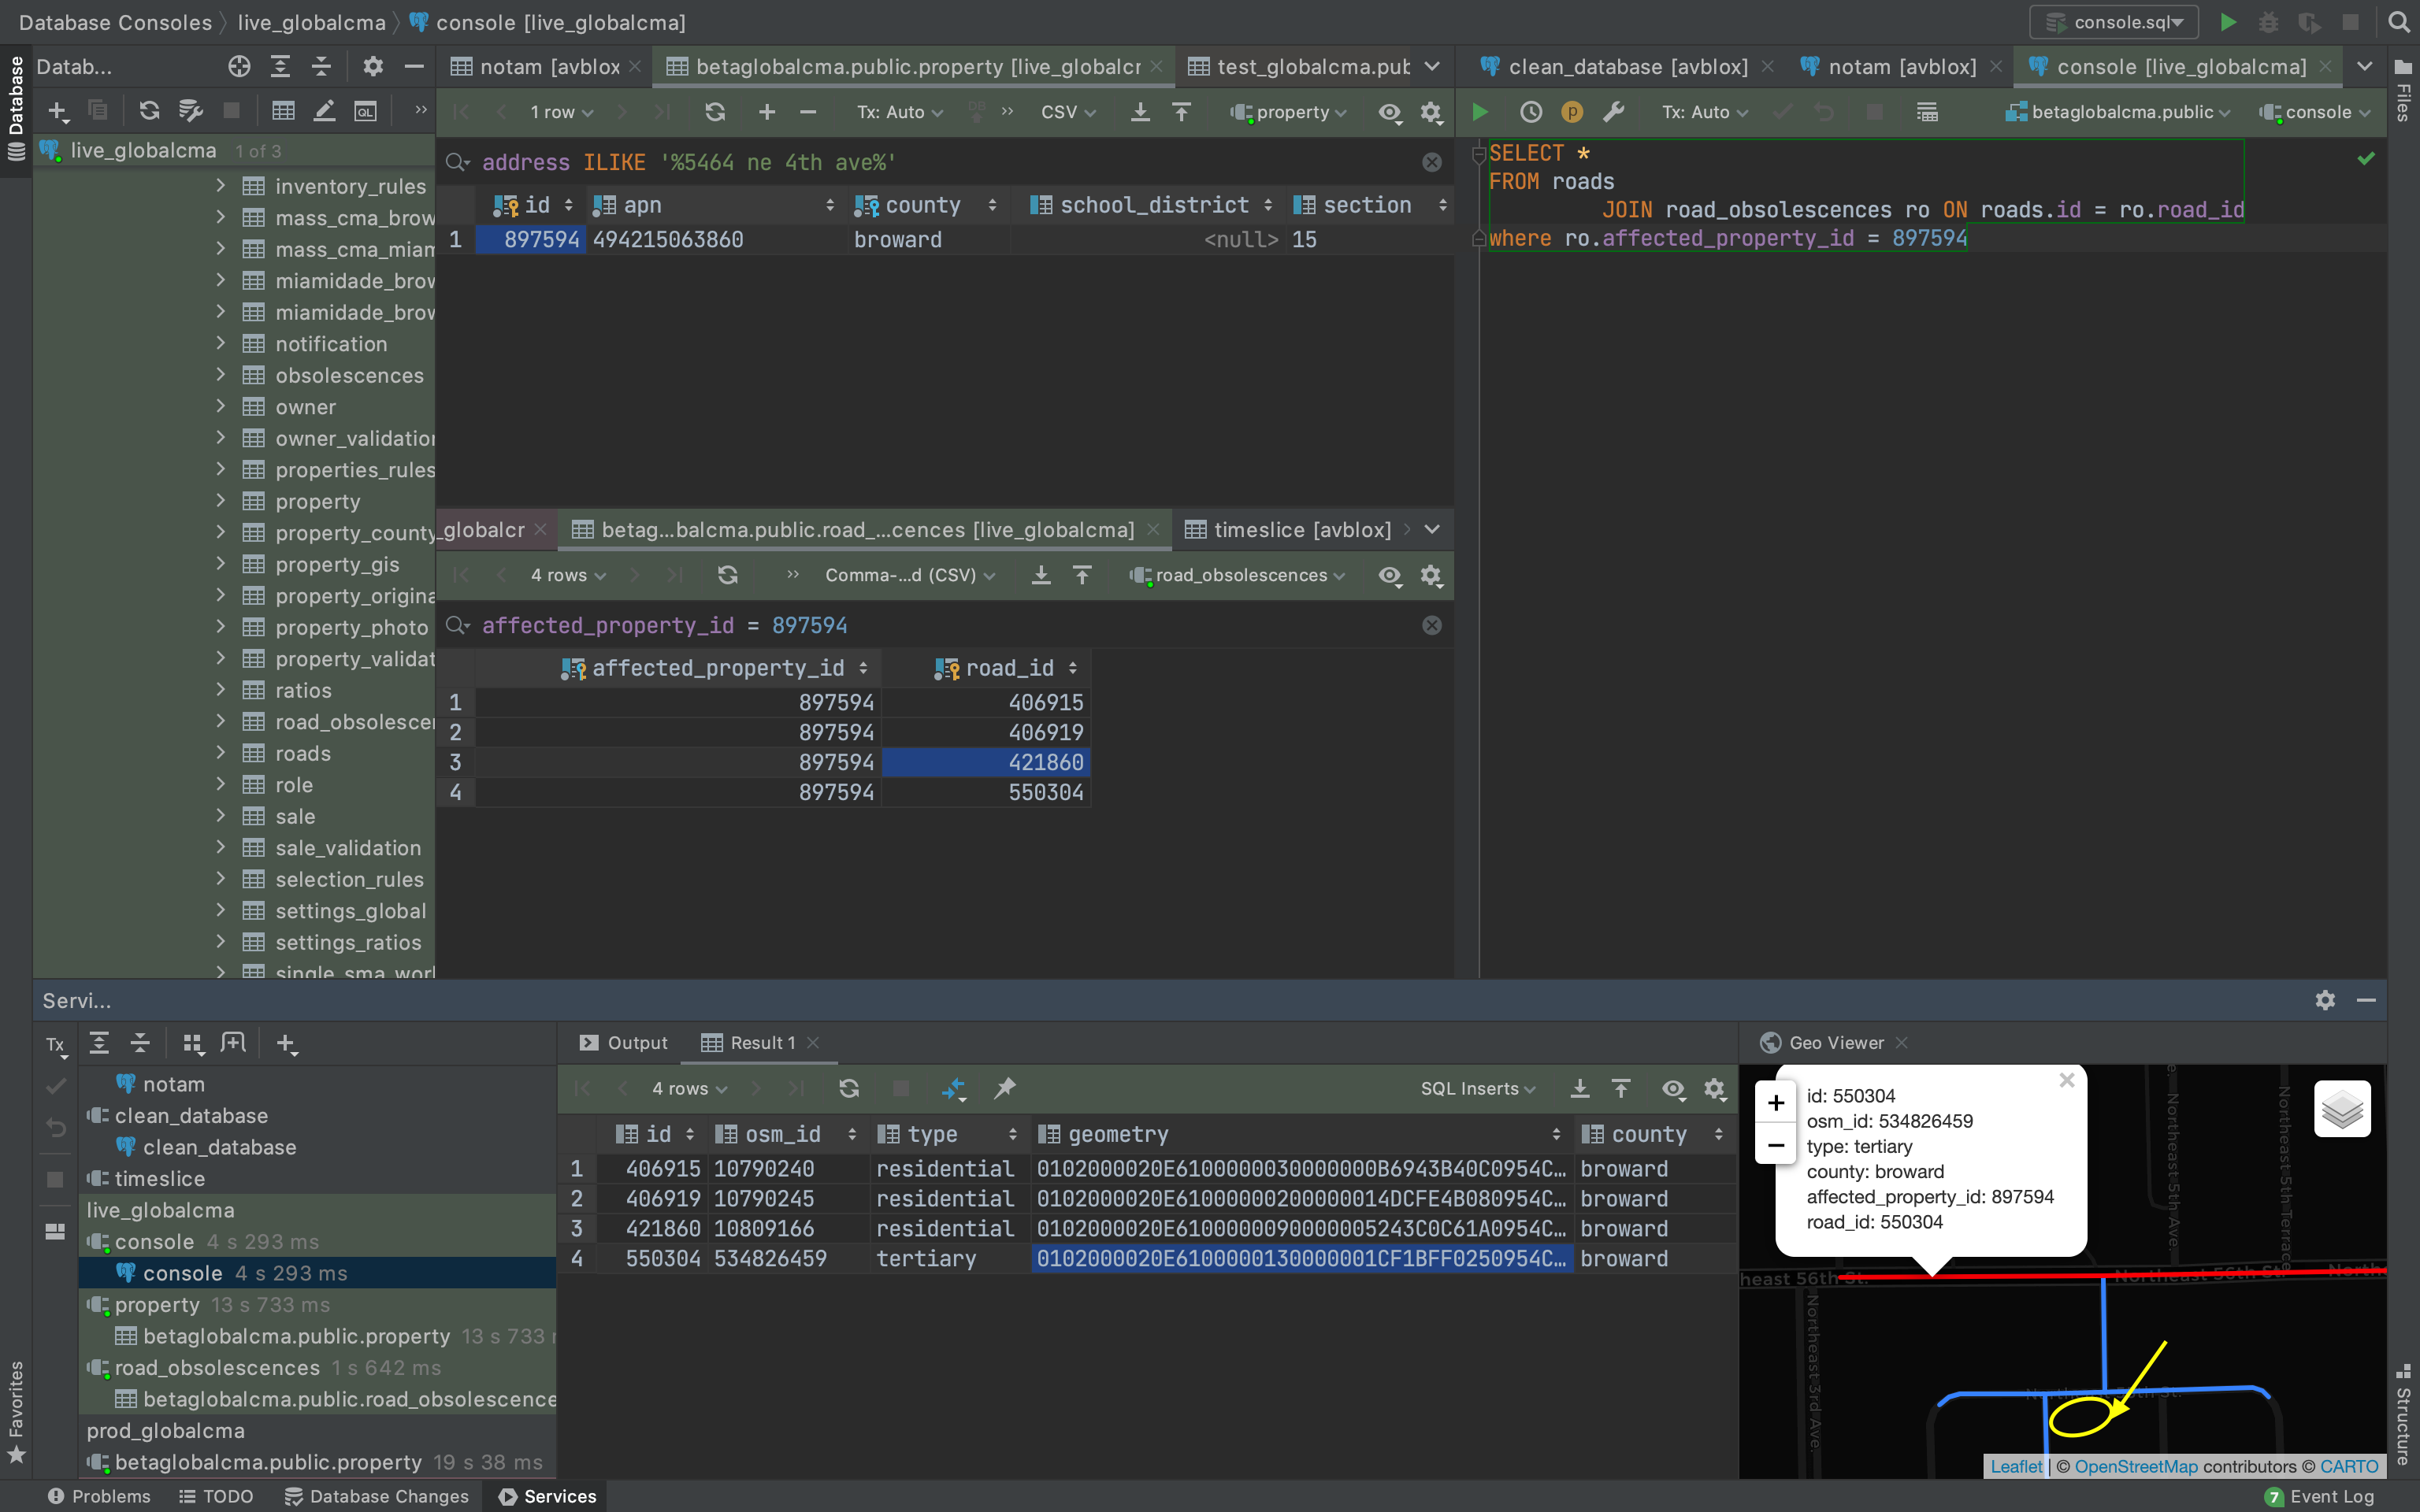 Database Consoles
live_globalcma
console [live_globalcma]
console.sql
Database
Datab...
notam [avblox
betaglobalcma.public.property [live_globalcr
test_globalcma.pub
clean_database [avblox]
notam [avblox]
console [live_globalcma]
Files
1 row
Tx: Auto
DB
CSV
property
Tx: Auto
betaglobalcma.public
console
live_globalcma 1 of 3
inventory_rules
mass_cma_brow
mass_cma_miam
miamidade_brow
miamidade_brow
notification
obsolescences
owner
owner_validation
properties_rules
property
property_county
property_gis
property_origina
property_photo
property_validat
ratios
road_obsolescen
roads
role
sale
sale_validation
selection_rules
settings_global
settings_ratios
single_sma_worl
address ILIKE '%5464 ne 4th ave%'
id apn county school_district section
1 897594 494215063860 broward <null> 15
SELECT *
FROM roads
JOIN road_obsolescences ro ON roads.id = ro.road_id
where ro.affected_property_id = 897594
_globalcr
betag...balcma.public.road_...cences [live_globalcma]
timeslice [avblox]
4 rows
Comma-...d (CSV)
road_obsolescences
affected_property_id = 897594
affected_property_id road_id
1 897594 406915
2 897594 406919
3 897594 421860
4 897594 550304
Servi...
Tx
notam
clean_database
clean_database
timeslice
live_globalcma
console 4 s 293 ms
console 4 s 293 ms
property 13 s 733 ms
betaglobalcma.public.property 13 s 733 m
road_obsolescences 1 s 642 ms
betaglobalcma.public.road_obsolescence
prod_globalcma
betaglobalcma.public.property 19 s 38 ms
Output
Result 1
4 rows
SQL Inserts
id osm_id type geometry county
1 406915 10790240 residential 0102000020E6100000030000000B6943B40C0954C... broward
2 406919 10790245 residential 0102000020E61000000200000014DCFE4B080954C... broward
3 421860 10809166 residential 0102000020E6100000090000005243C0C61A0954C... broward
4 550304 534826459 tertiary 0102000020E6100000130000001CF1BFF0250954C... broward
Geo Viewer
+
−
id: 550304
osm_id: 534826459
type: tertiary
county: broward
affected_property_id: 897594
road_id: 550304
Northeast 5th Ave.
Northeast 5th Terrace
heast 56th St.
Northeast 56th St.
Northe
Northeast 3rd Ave.
Leaflet | © OpenStreetMap contributors © CARTO
Favorites
Structure
Problems
TODO
Database Changes
Services
7 Event Log